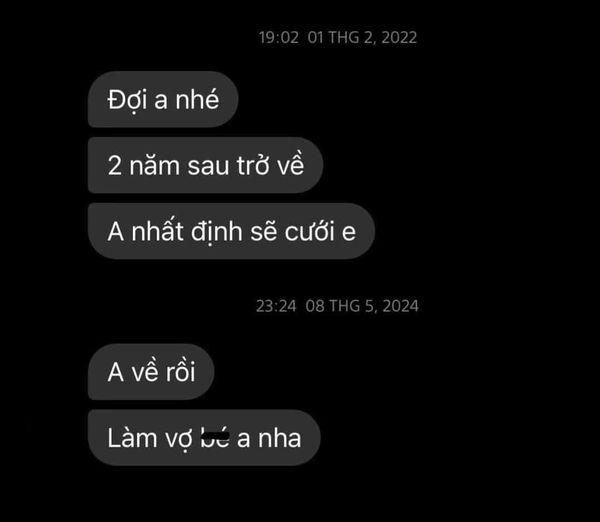 19:02 01 THG 2, 2022
Đợi a nhé
2 năm sau trở về
A nhất định sẽ cưới e
23:24 08 THG 5, 2024
A về rồi
Làm vợ bé a nha